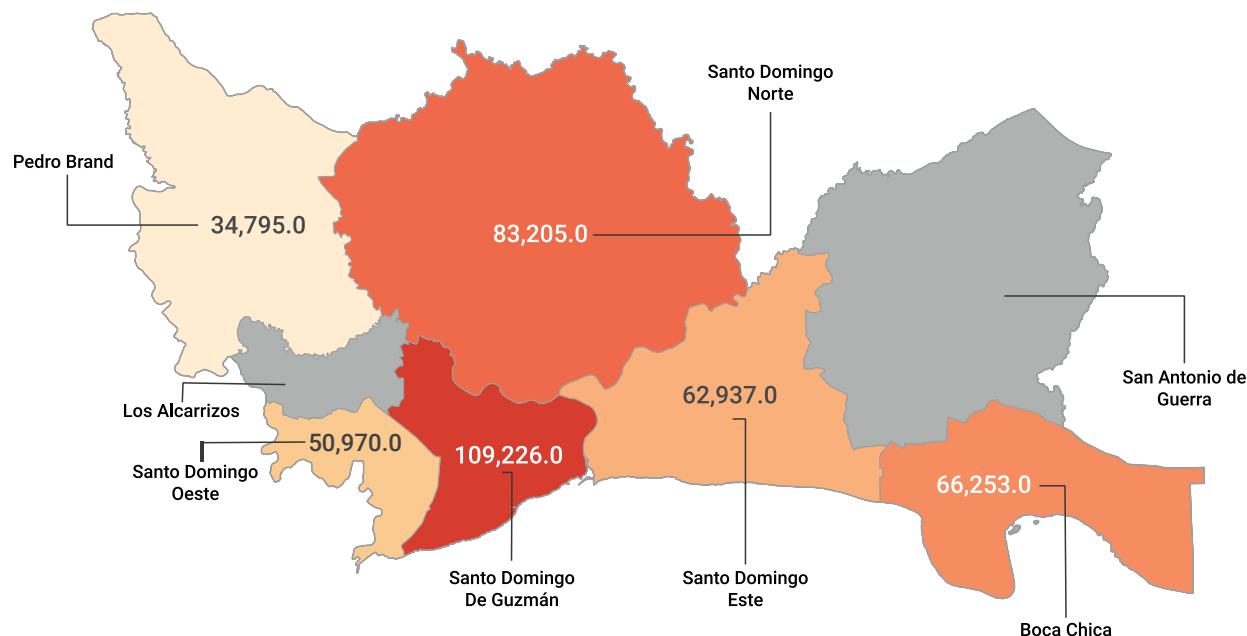 Santo Domingo
Norte
Pedro Brand
34,795.0
83,205.0
San Antonio de
Guerra
62,937.0
Los Alcarrizos
50,970.0
109,226.0
Santo Domingo
Oeste
66,253.0
Santo Domingo
De Guzmán
Santo Domingo
Este
Boca Chica